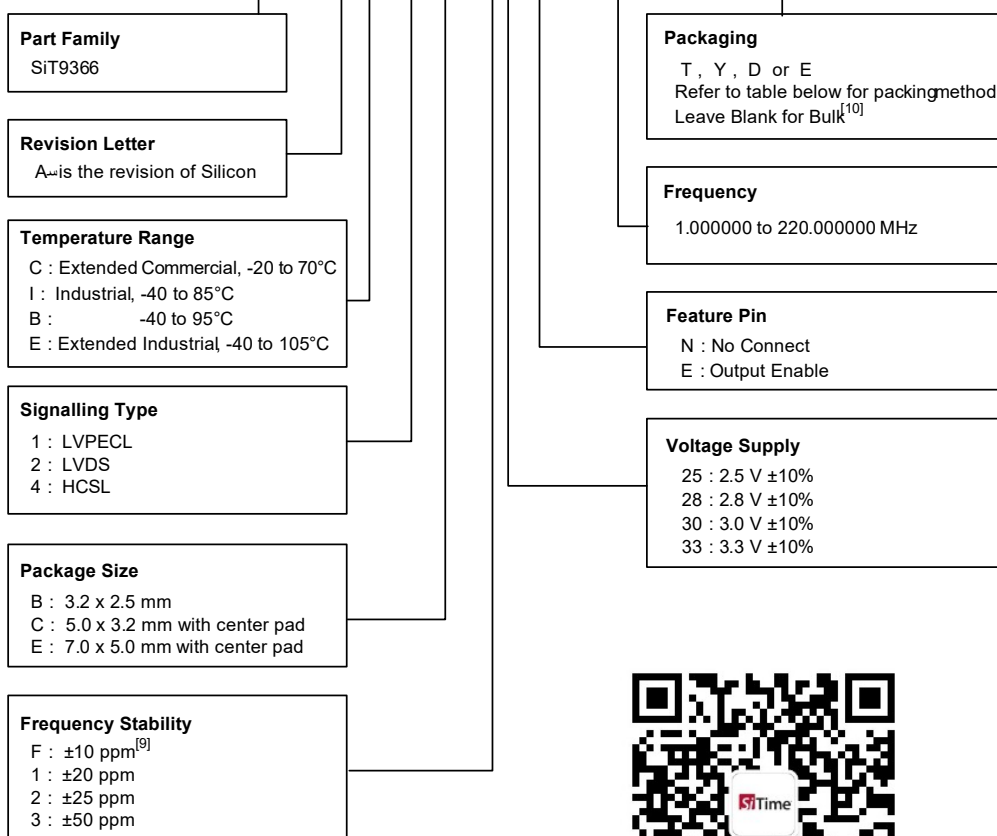 Part Family
SiT9366
Revision Letter
A is the revision of Silicon
Temperature Range
C : Extended Commercial, -20 to 70°C
I : Industrial, -40 to 85°C
B : -40 to 95°C
E : Extended Industrial, -40 to 105°C
Signalling Type
1 : LVPECL
2 : LVDS
4 : HCSL
Package Size
B : 3.2 x 2.5 mm
C : 5.0 x 3.2 mm with center pad
E : 7.0 x 5.0 mm with center pad
Frequency Stability
F : ±10 ppm[9]
1 : ±20 ppm
2 : ±25 ppm
3 : ±50 ppm
Packaging
T , Y , D or E
Refer to table below for packingmethod
Leave Blank for Bulk[10]
Frequency
1.000000 to 220.000000 MHz
Feature Pin
N : No Connect
E : Output Enable
Voltage Supply
25 : 2.5 V ±10%
28 : 2.8 V ±10%
30 : 3.0 V ±10%
33 : 3.3 V ±10%
SiTime